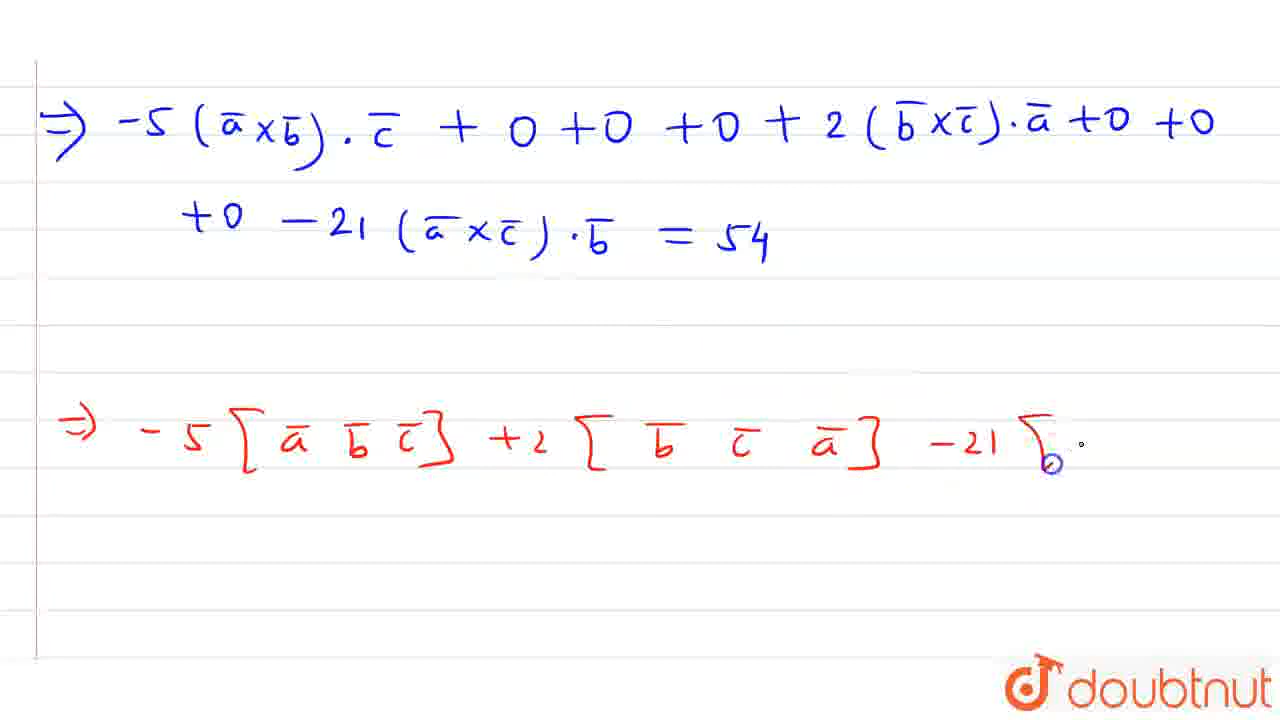 ⇒ -5 (a̅ × b̅) . c̅ + 0 + 0 + 0 + 2 (b̅ × c̅) . a̅ + 0 + 0
+ 0 - 21 (a̅ × c̅) . b̅ = 54
⇒ - 5 [ a̅ b̅ c̅ ] + 2 [ b̅ c̅ a̅ ] - 21 [
doubtnut